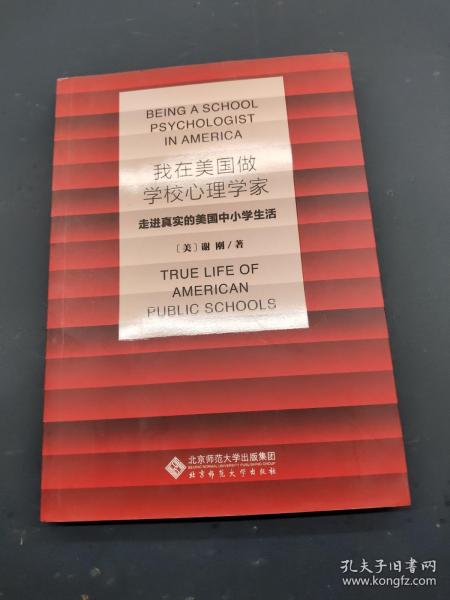 BEING A SCHOOL
PSYCHOLOGIST
IN AMERICA
我在美国做
学校心理学家
走进真实的美国中小学生活
〔美〕谢 刚/著
TRUE LIFE OF
AMERICAN
PUBLIC SCHOOLS
北京师范大学出版集团
BEIJING NORMAL UNIVERSITY PUBLISHING GROUP
北京师范大学出版社
孔夫子旧书网
www.kongfz.com